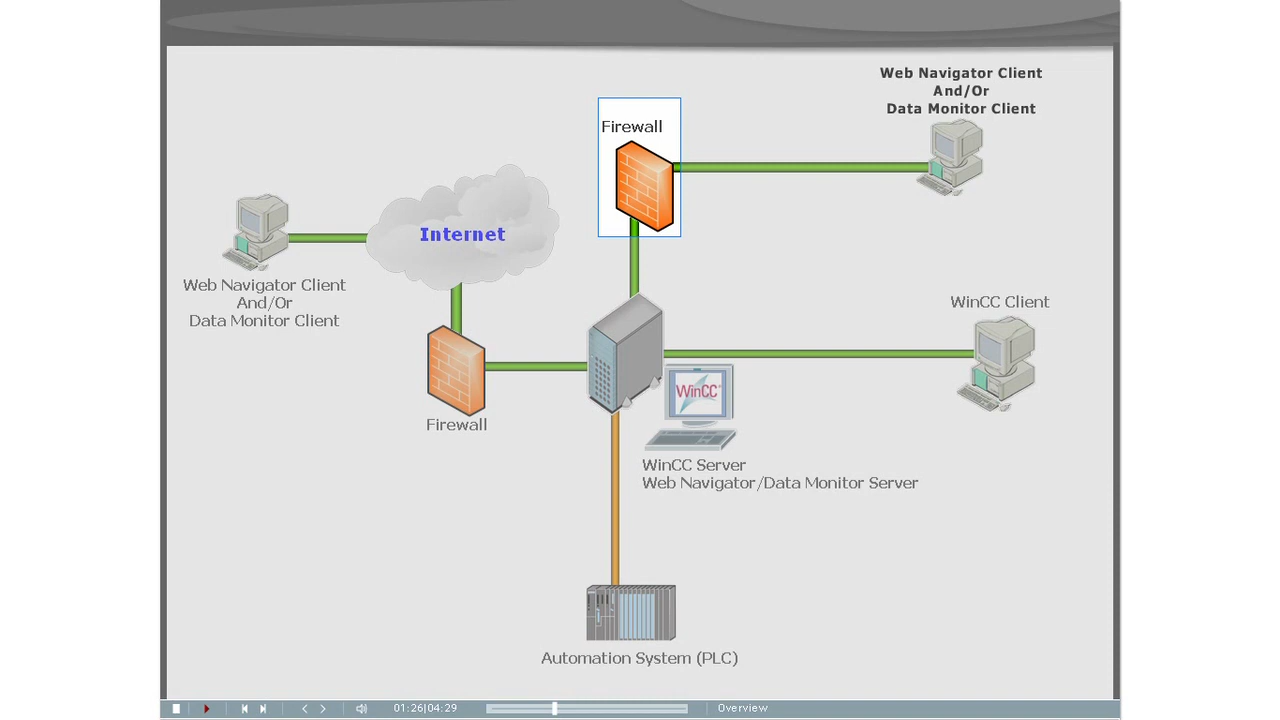 Web Navigator Client
And/Or
Data Monitor Client
Firewall
Internet
Web Navigator Client
And/Or
Data Monitor Client
WinCC Client
WinCC
Firewall
WinCC Server
Web Navigator/Data Monitor Server
Automation System (PLC)
01:26|04:29
Overview